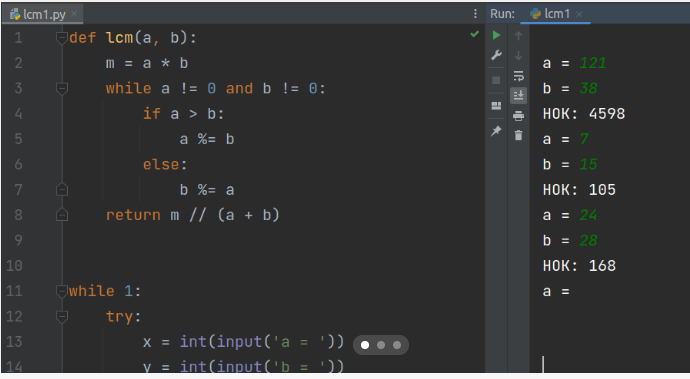 lcm1.py
Run: lcm1
1 def lcm(a, b):
2 m = a * b
3 while a != 0 and b != 0:
4 if a > b:
5 a %= b
6 else:
7 b %= a
8 return m // (a + b)
9
10
11 while 1:
12 try:
13 x = int(input('a = '))
14 y = int(input('b = '))
a = 121
b = 38
НОК: 4598
a = 7
b = 15
НОК: 105
a = 24
b = 28
НОК: 168
a =